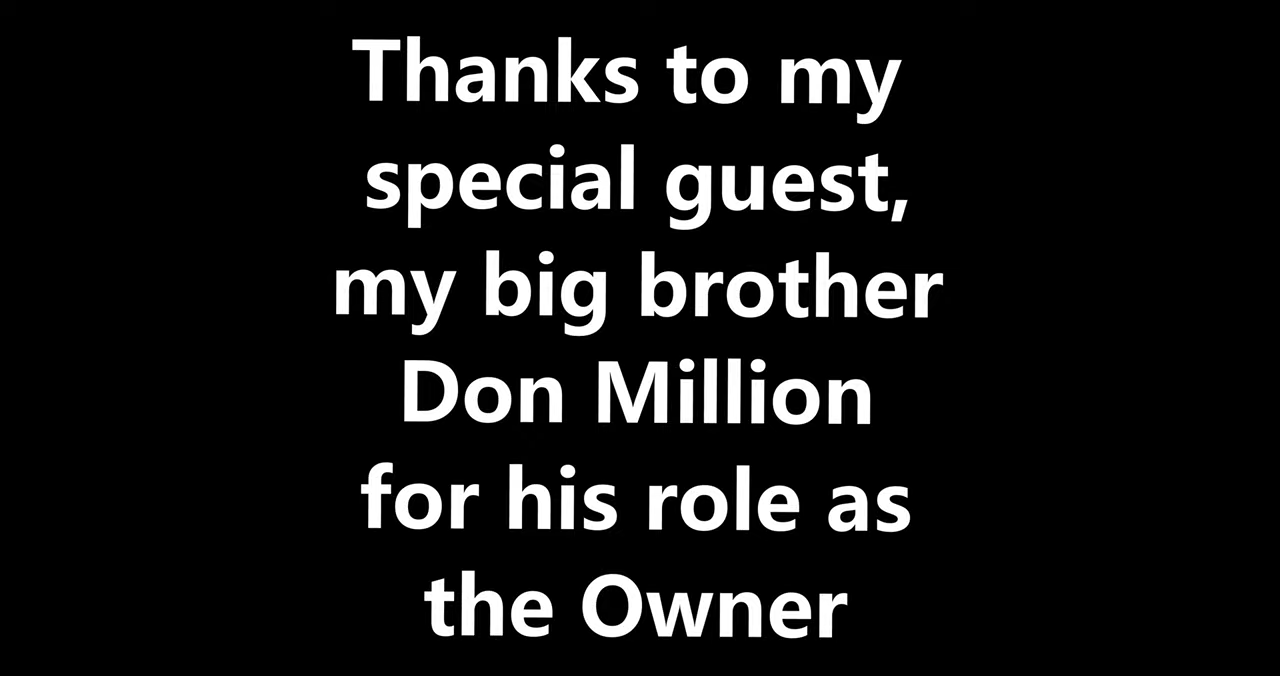 Thanks to my
special guest,
my big brother
Don Million
for his role as
the Owner